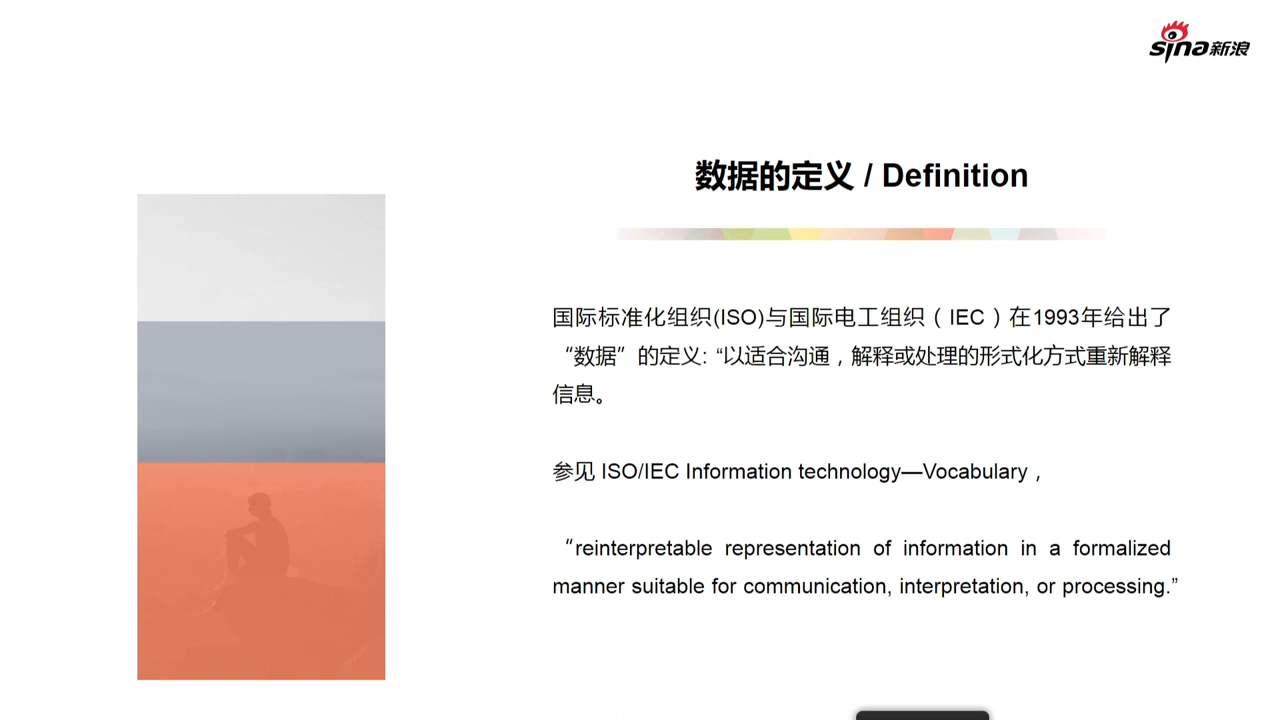 sina新浪
数据的定义 / Definition
国际标准化组织(ISO)与国际电工组织（IEC）在1993年给出了
“数据”的定义: “以适合沟通，解释或处理的形式化方式重新解释
信息。
参见 ISO/IEC Information technology—Vocabulary，
“reinterpretable representation of information in a formalized
manner suitable for communication, interpretation, or processing.”